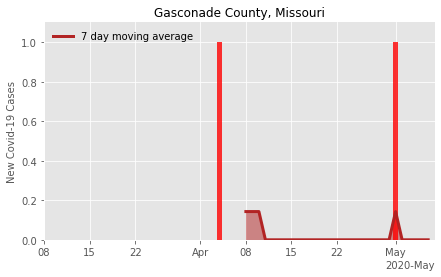 Gasconade County, Missouri
7 day moving average
New Covid-19 Cases
1.0
0.8
0.6
0.4
0.2
0.0
08 15 22 Apr 08 15 22 May
2020-May